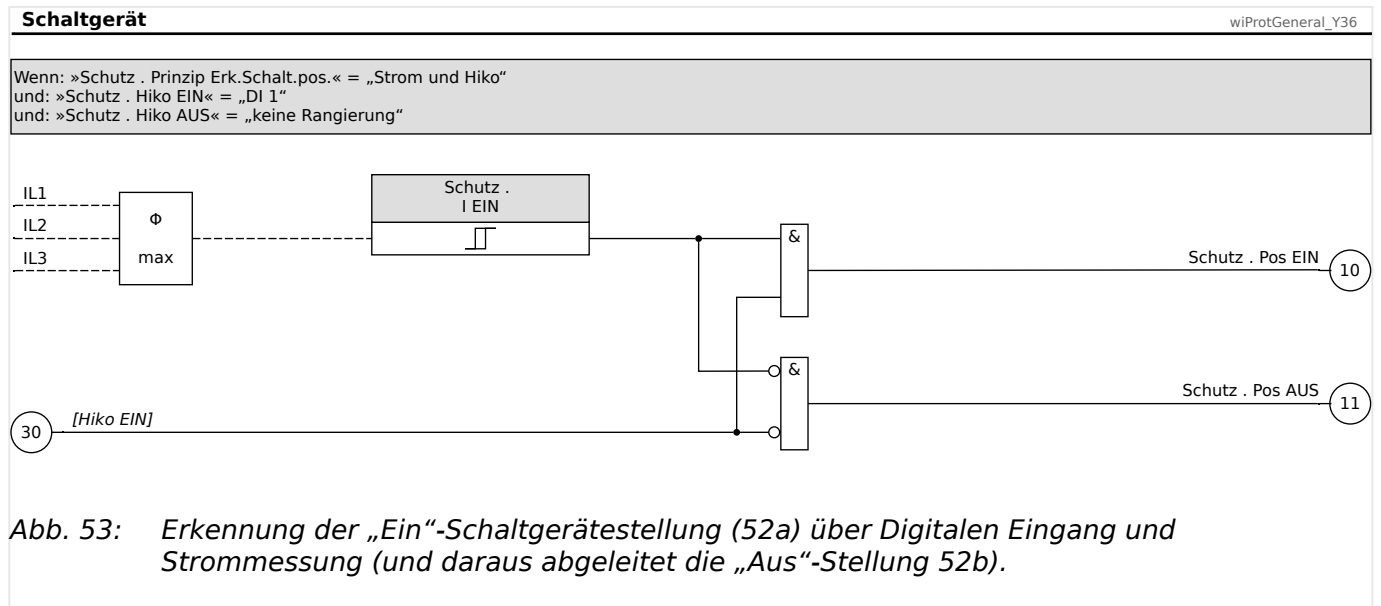 Schaltgerät
wiProtGeneral_Y36
Wenn: »Schutz . Prinzip Erk.Schalt.pos.« = „Strom und Hiko“
und: »Schutz . Hiko EIN« = „DI 1“
und: »Schutz . Hiko AUS« = „keine Rangierung“
IL1
IL2
IL3
Φ
max
Schutz .
I EIN
&
Schutz . Pos EIN
10
&
Schutz . Pos AUS
11
30
[Hiko EIN]
Abb. 53: Erkennung der „Ein“-Schaltgerätestellung (52a) über Digitalen Eingang und
Strommessung (und daraus abgeleitet die „Aus“-Stellung 52b).